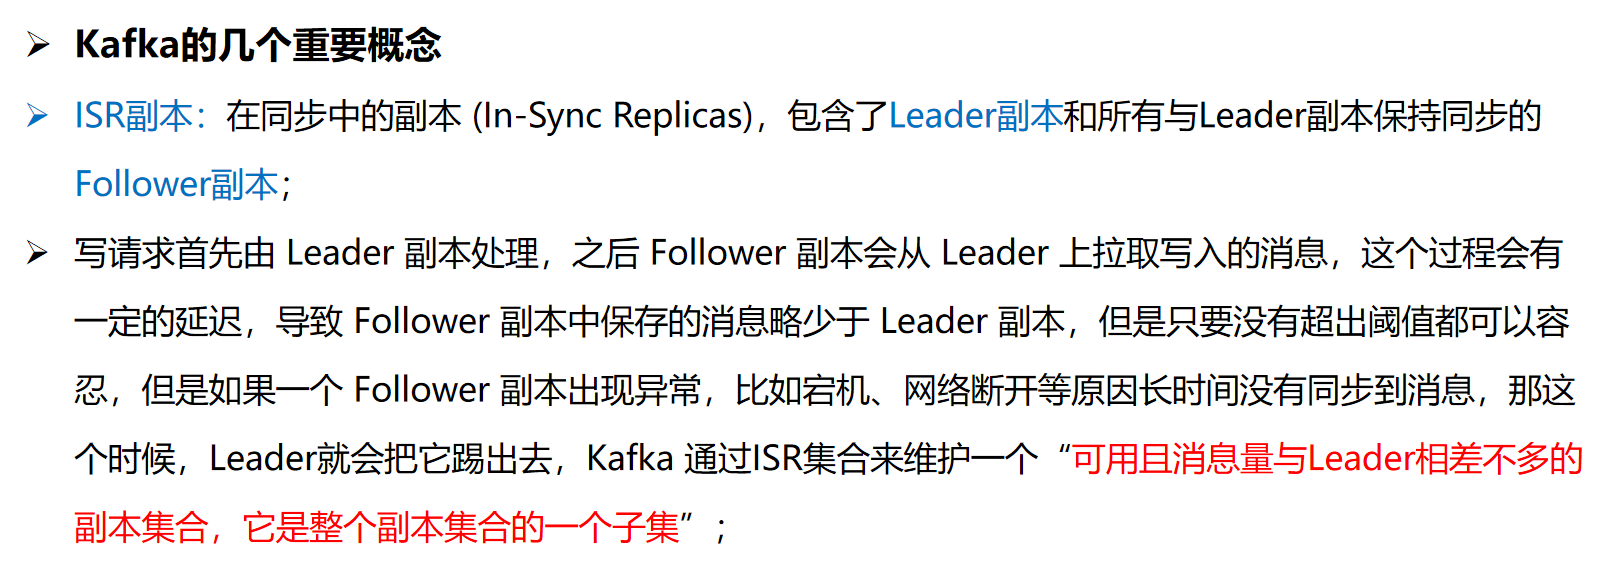 ➢ Kafka的几个重要概念
➢ ISR副本：在同步中的副本 (In-Sync Replicas)，包含了Leader副本和所有与Leader副本保持同步的
Follower副本；
➢ 写请求首先由 Leader 副本处理，之后 Follower 副本会从 Leader 上拉取写入的消息，这个过程会有
一定的延迟，导致 Follower 副本中保存的消息略少于 Leader 副本，但是只要没有超出阈值都可以容
忍，但是如果一个 Follower 副本出现异常，比如宕机、网络断开等原因长时间没有同步到消息，那这
个时候，Leader就会把它踢出去，Kafka 通过ISR集合来维护一个“可用且消息量与Leader相差不多的
副本集合，它是整个副本集合的一个子集”；